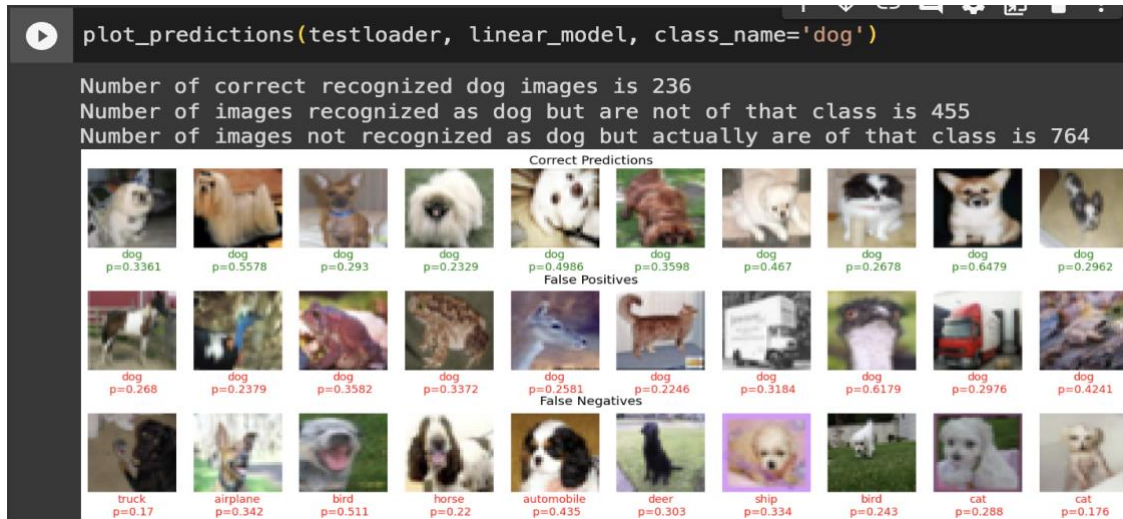 plot_predictions(testloader, linear_model, class_name='dog')
Number of correct recognized dog images is 236
Number of images recognized as dog but are not of that class is 455
Number of images not recognized as dog but actually are of that class is 764
Correct Predictions
dog dog dog dog dog dog dog dog dog dog
p=0.3361 p=0.5578 p=0.293 p=0.2329 p=0.4986 p=0.3598 p=0.467 p=0.2678 p=0.6479 p=0.2962
False Positives
dog dog dog dog dog dog dog dog dog dog
p=0.268 p=0.2379 p=0.3582 p=0.3372 p=0.2581 p=0.2246 p=0.3184 p=0.6179 p=0.2976 p=0.4241
False Negatives
truck airplane bird horse automobile deer ship bird cat cat
p=0.17 p=0.342 p=0.511 p=0.22 p=0.435 p=0.303 p=0.334 p=0.243 p=0.288 p=0.176